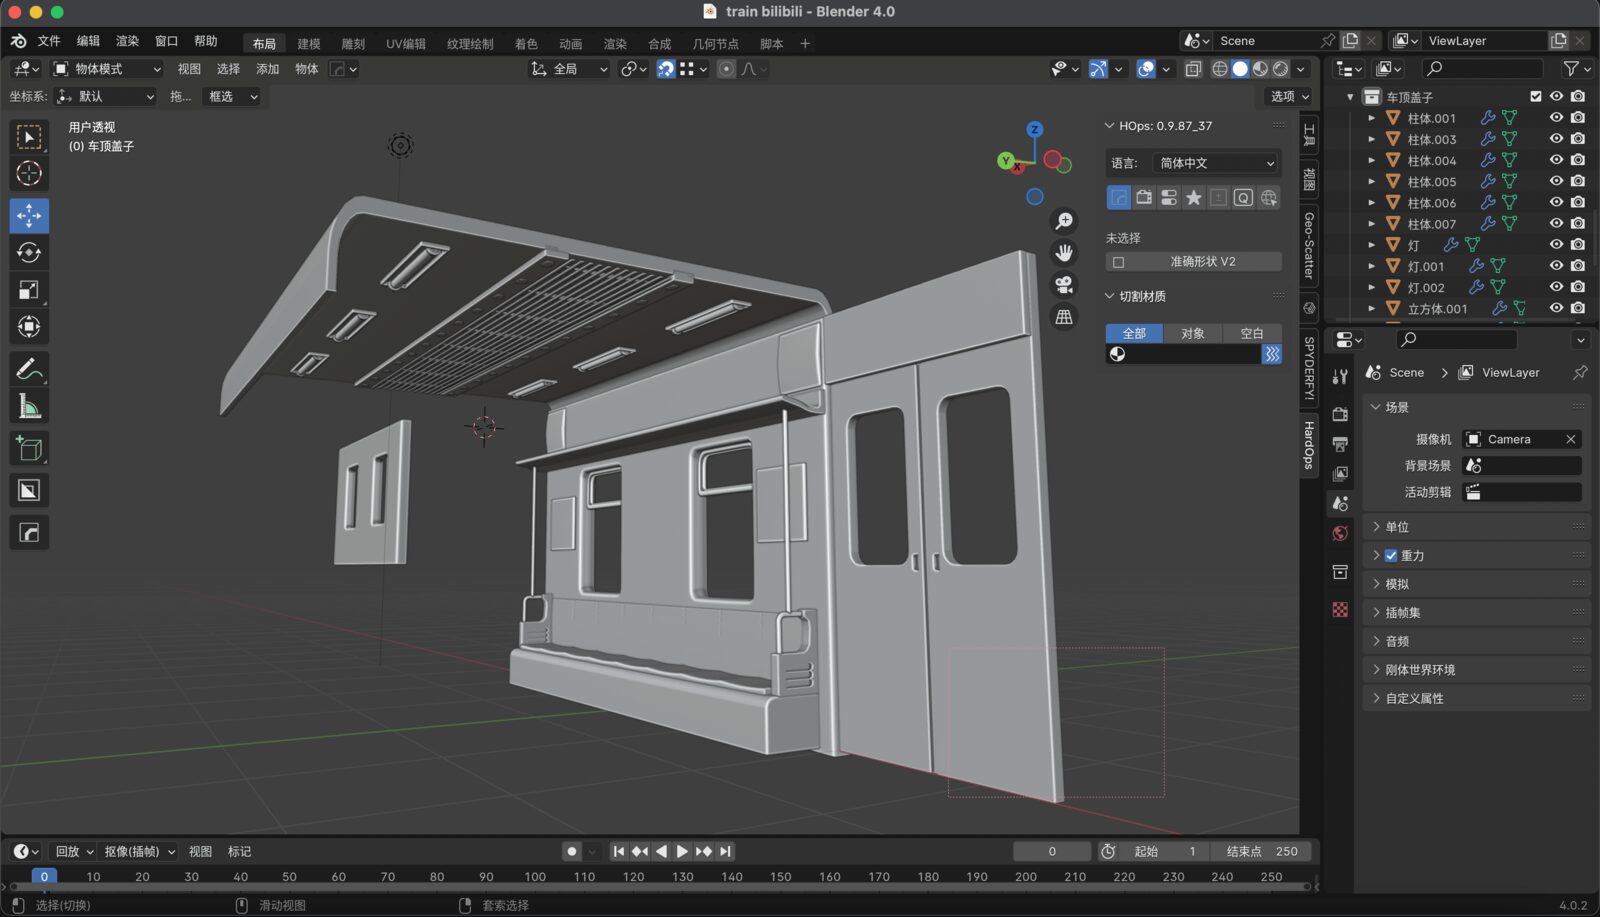 train bilibili - Blender 4.0
文件 编辑 渲染 窗口 帮助 布局 建模 雕刻 UV编辑 纹理绘制 着色 动画 渲染 合成 几何节点 脚本 + Scene ViewLayer
物体模式 视图 选择 添加 物体 全局
坐标系: 默认 拖... 框选 选项
用户透视
(0) 车顶盖子
Z
Y
X
HOps: 0.9.87_37
语言: 简体中文
未选择
准确形状 V2
切割材质
全部 对象 空白
工具
视图
Geo-Scatter
SPYDERFY!
HardOps
车顶盖子
柱体.001
柱体.003
柱体.004
柱体.005
柱体.006
柱体.007
灯
灯.001
灯.002
立方体.001
Scene ViewLayer
场景
摄像机 Camera
背景场景
活动剪辑
单位
重力
模拟
插帧集
音频
刚体世界环境
自定义属性
回放 抠像(插帧) 视图 标记 0 起始 1 结束点 250
0 10 20 30 40 50 60 70 80 90 100 110 120 130 140 150 160 170 180 190 200 210 220 230 240 250
选择(切换) 滑动视图 套索选择 4.0.2